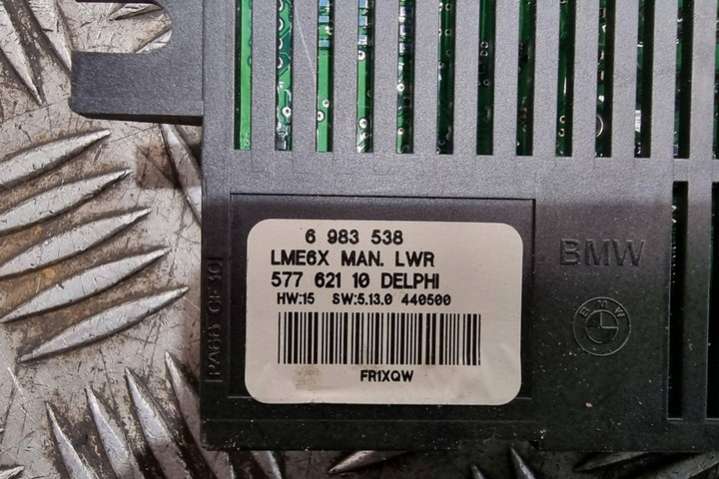 6 983 538
LME6X MAN. LWR
577 621 10 DELPHI
HW:15 SW:5.13.0 440500
FR1XQW
BMW
BMW